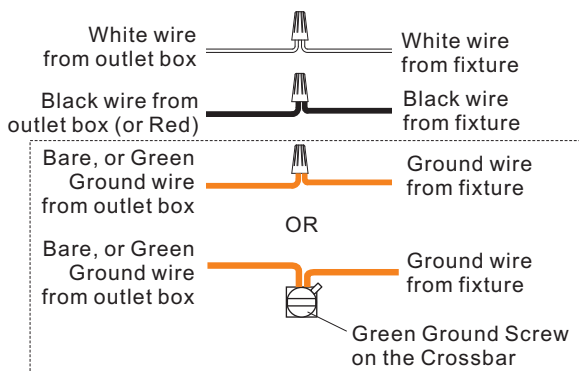 White wire
from outlet box
White wire
from fixture
Black wire from
outlet box (or Red)
Black wire
from fixture
Bare, or Green
Ground wire
from outlet box
Ground wire
from fixture
OR
Bare, or Green
Ground wire
from outlet box
Ground wire
from fixture
Green Ground Screw
on the Crossbar